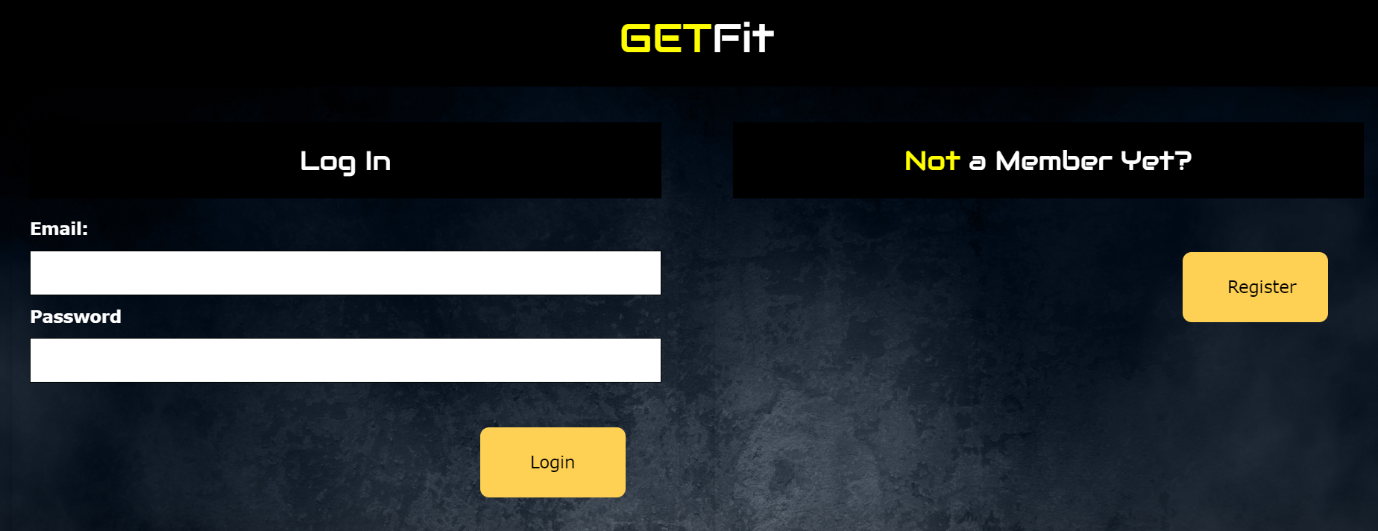 GETFit
Log In
Not a Member Yet?
Email:
Register
Password
Login